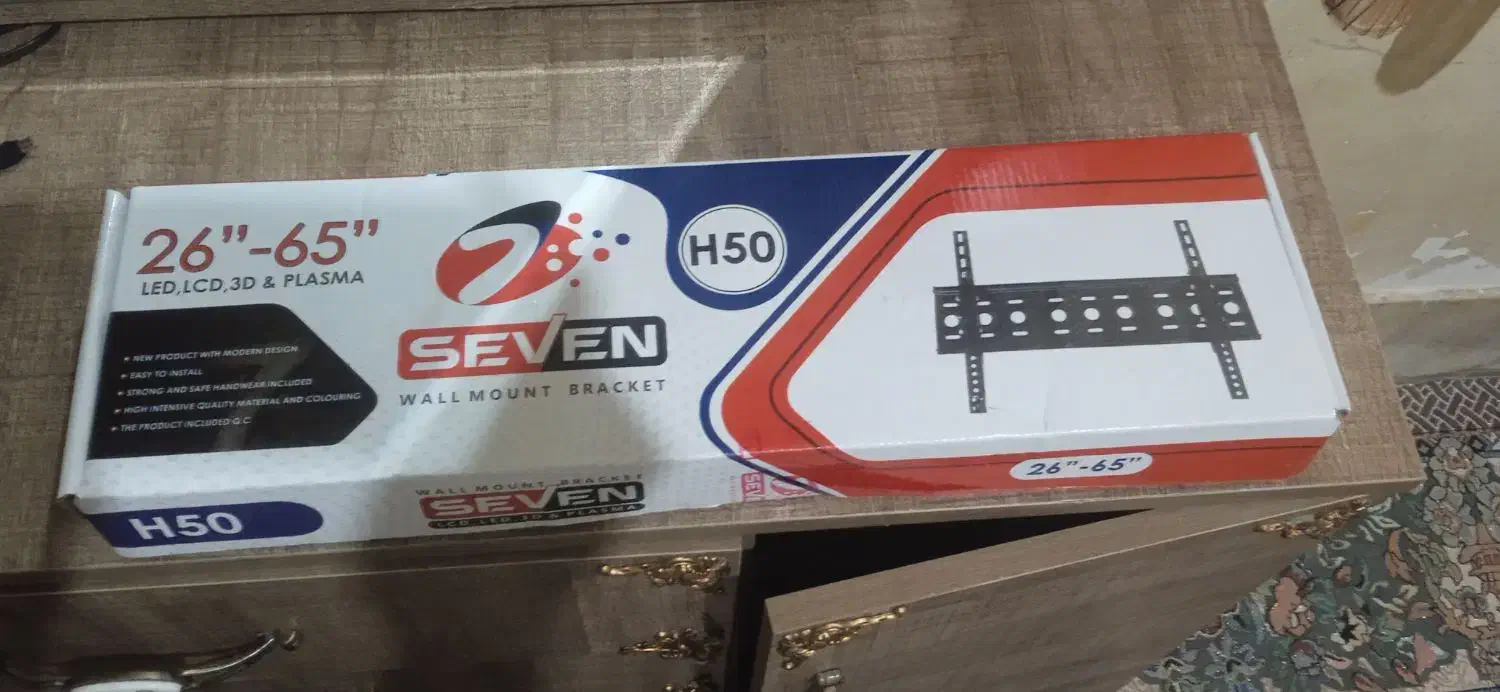 26”-65”
LED,LCD,3D & PLASMA
NEW PRODUCT WITH MODERN DESIGN
EASY TO INSTALL
STRONG AND SAFE HANDWEAR INCLUDED
HIGH INTENSIVE QUALITY MATERIAL AND COLOURING
THE PRODUCT INCLUDED Q.C
SEVEN
WALL MOUNT BRACKET
H50
26”-65”
H50
WALL MOUNT BRACKET
SEVEN
LCD, LED, 3D & PLASMA
SEV